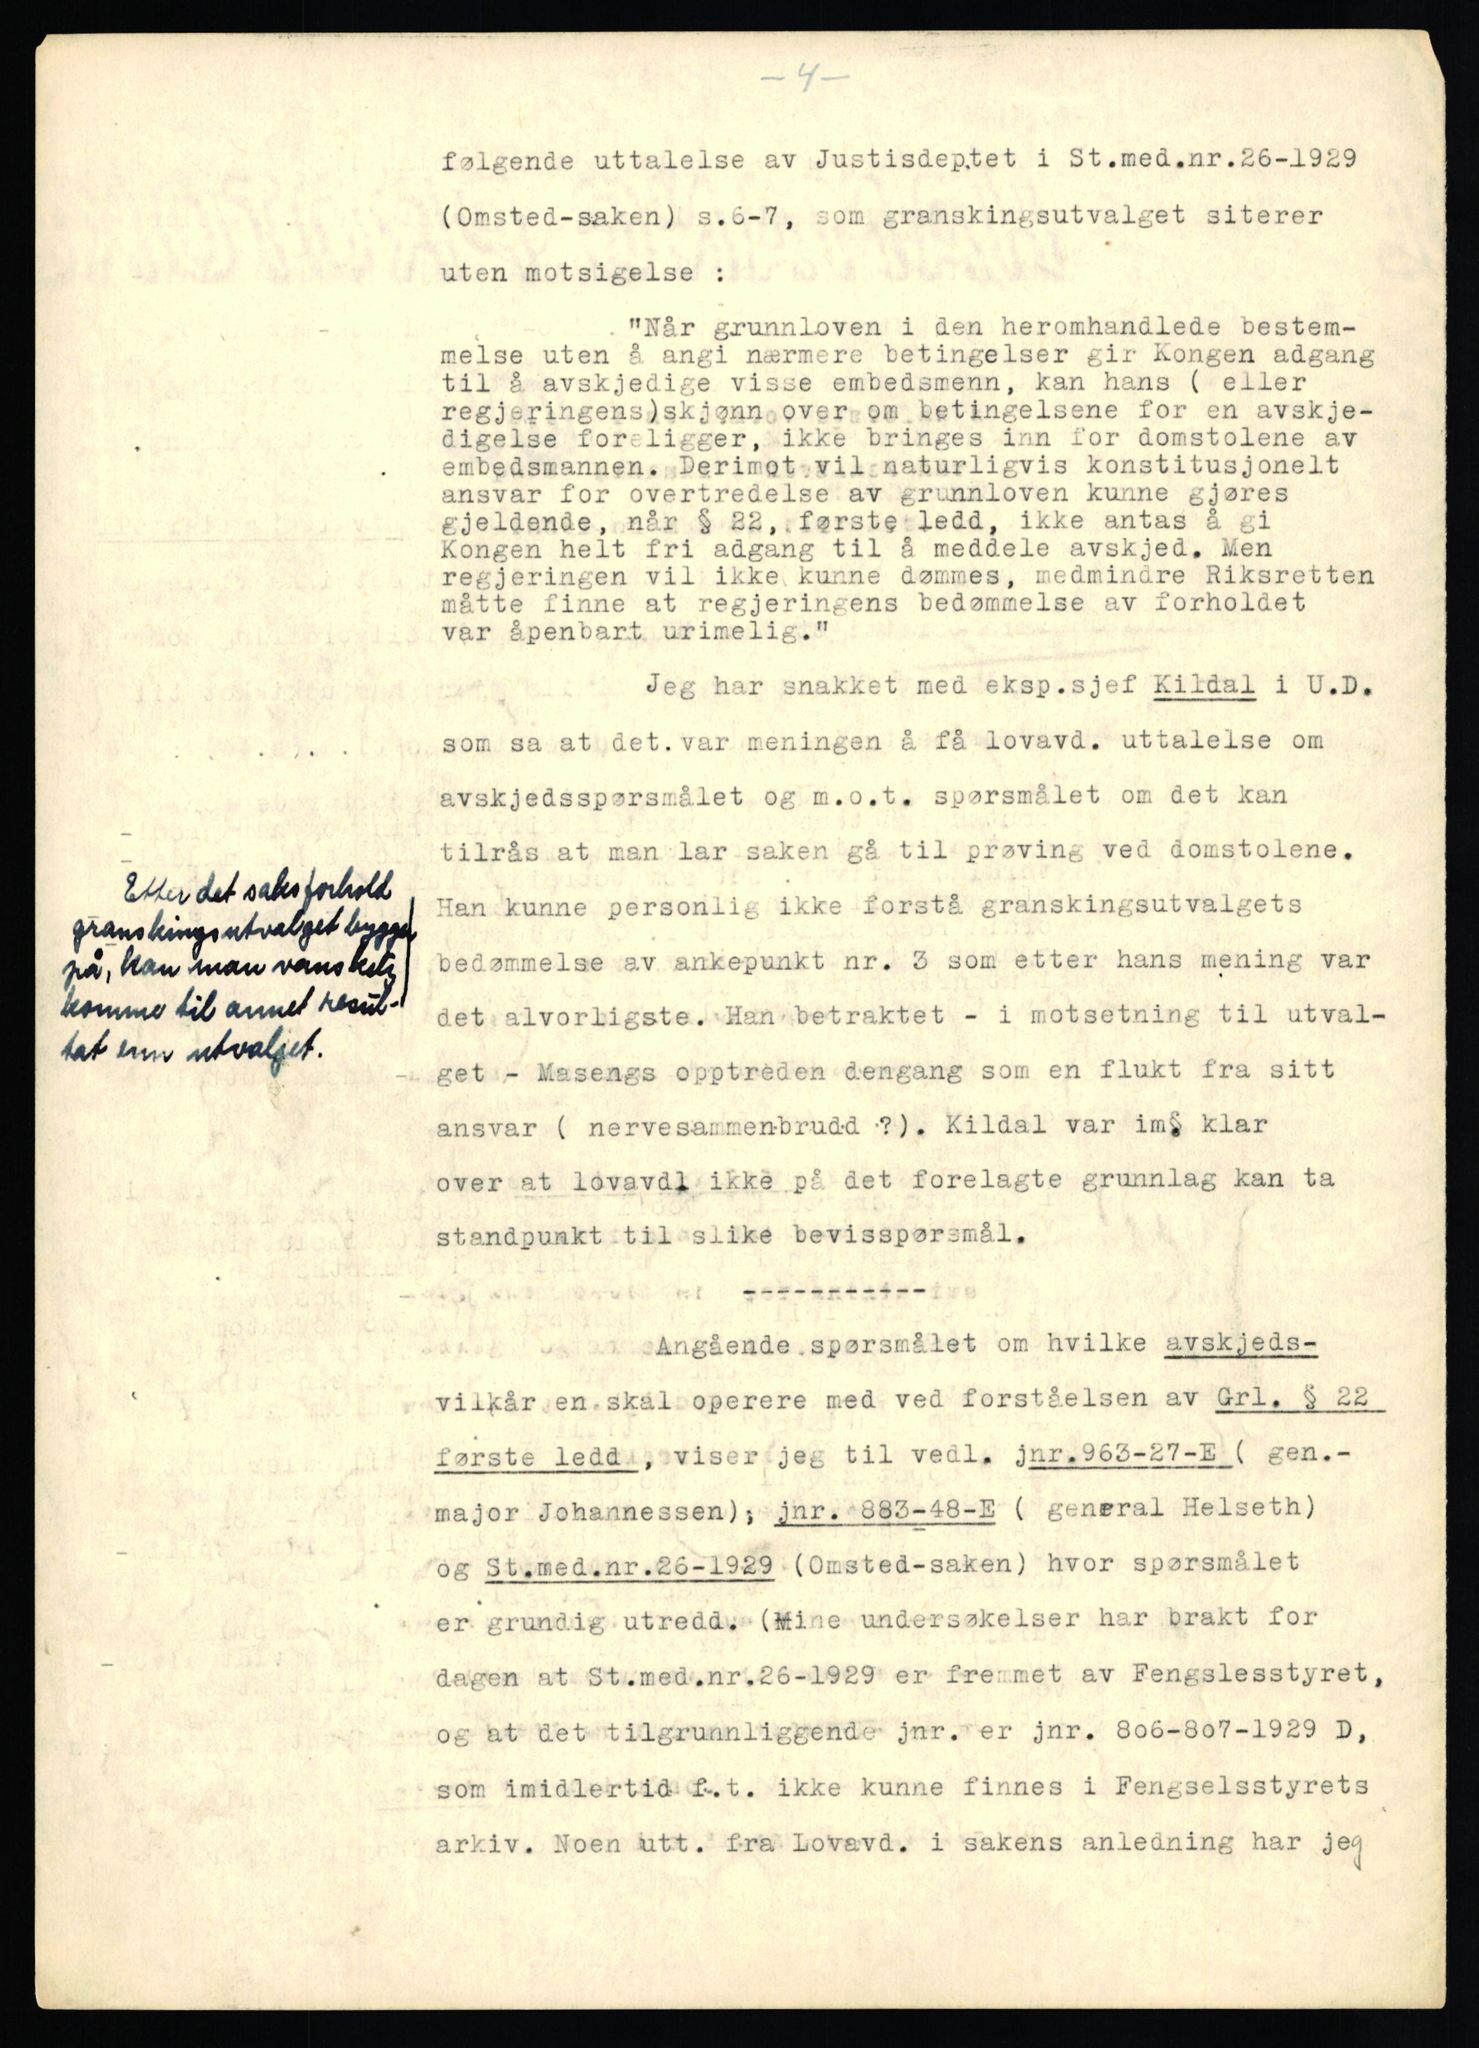 - 4 -
følgende uttalelse av Justisdeptet i St.med.nr.26-1929
(Omsted-saken) s.6-7, som granskingsutvalget siterer
uten motsigelse :
"Når grunnloven i den heromhandlede bestem-
melse uten å angi nærmere betingelser gir Kongen adgang
til å avskjedige visse embedsmenn, kan hans ( eller
regjeringens)skjønn over om betingelsene for en avskje-
digelse foreligger, ikke bringes inn for domstolene av
embedsmannen. Derimot vil naturligvis konstitusjonelt
ansvar for overtredelse av grunnloven kunne gjøres
gjeldende, når § 22, første ledd, ikke antas å gi
Kongen helt fri adgang til å meddele avskjed. Men
regjeringen vil ikke kunne dømmes, medmindre Riksretten
måtte finne at regjeringens bedømmelse av forholdet
var åpenbart urimelig."
Jeg har snakket med eksp.sjef Kildal i U.D.
som sa at det var meningen å få lovavd. uttalelse om
avskjedsspørsmålet og m.o.t. spørsmålet om det kan
tilrås at man lar saken gå til prøving ved domstolene.
Han kunne personlig ikke forstå granskingsutvalgets
bedømmelse av ankepunkt nr. 3 som etter hans mening var
det alvorligste. Han betraktet - i motsetning til utval-
get - Masengs opptreden dengang som en flukt fra sitt
ansvar ( nervesammenbrudd ?). Kildal var im. klar
over at lovavdl ikke på det forelagte grunnlag kan ta
standpunkt til slike bevisspørsmål.
Etter det saksforhold
granskingsutvalget bygger
på, kan man vanskelig
komme til annet resul-
tat enn utvalget.
-----------
Angående spørsmålet om hvilke avskjeds-
vilkår en skal operere med ved forståelsen av Grl. § 22
første ledd , viser jeg til vedl. jnr.963-27-E ( gen.-
major Johannessen); jnr. 883-48-E ( general Helseth)
og St.med.nr.26-1929 (Omsted-saken) hvor spørsmålet
er grundig utredd. (Mine undersøkelser har brakt for
dagen at St.med.nr.26-1929 er fremmet av Fengslesstyret,
og at det tilgrunnliggende jnr. er jnr. 806-807-1929 D,
som imidlertid f.t. ikke kunne finnes i Fengselsstyrets
arkiv. Noen utt. fra Lovavd. i sakens anledning har jeg